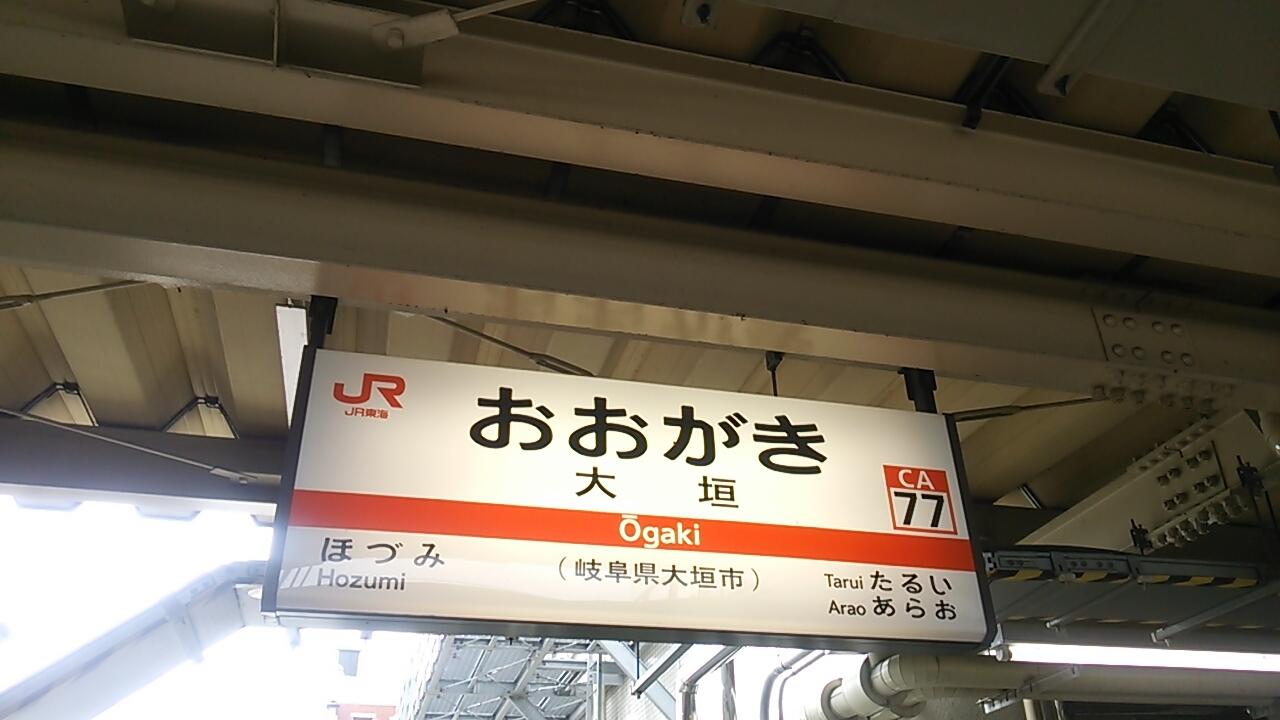 JR
JR東海
おおがき
大垣
CA
77
Ōgaki
ほづみ
Hozumi
(岐阜県大垣市)
Tarui たるい
Arao あらお